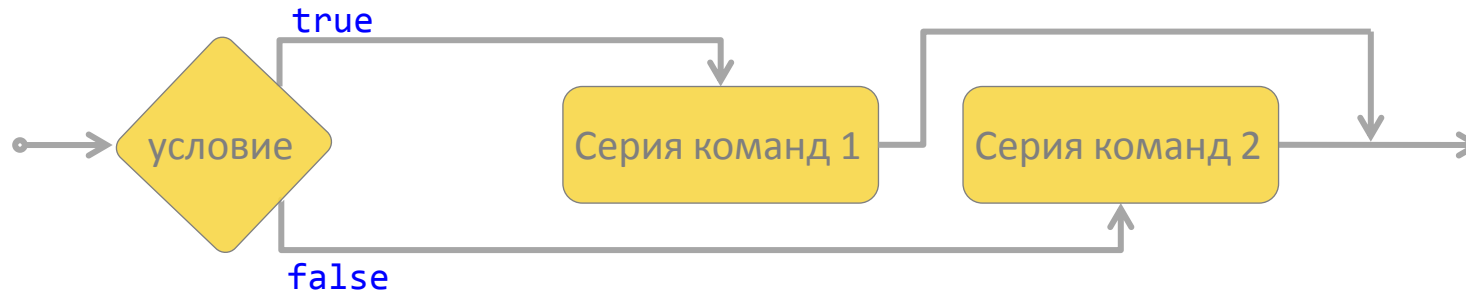 true
условие
Серия команд 1
Серия команд 2
false